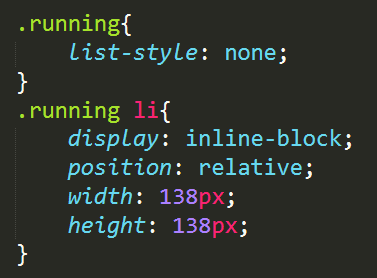 .running{
    list-style: none;
}
.running li{
    display: inline-block;
    position: relative;
    width: 138px;
    height: 138px;
}